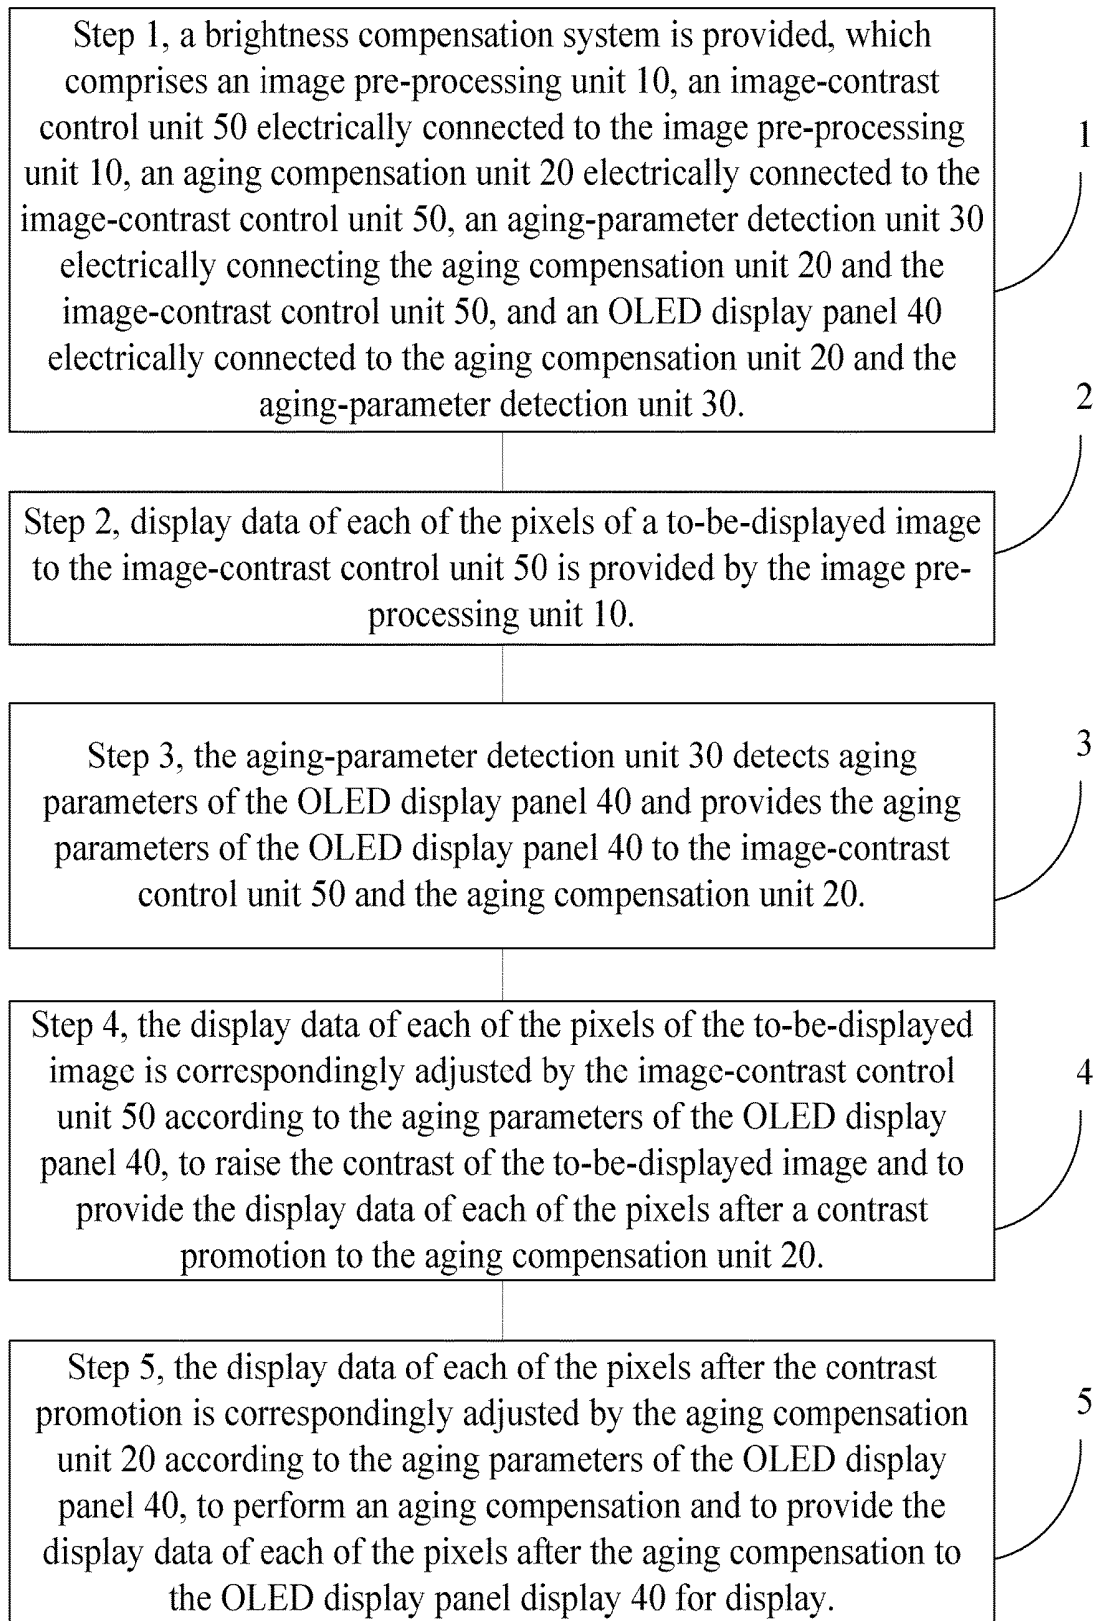 Step 1, a brightness compensation system is provided, which
comprises an image pre-processing unit 10, an image-contrast
control unit 50 electrically connected to the image pre-processing
unit 10, an aging compensation unit 20 electrically connected to the
image-contrast control unit 50, an aging-parameter detection unit 30
electrically connecting the aging compensation unit 20 and the
image-contrast control unit 50, and an OLED display panel 40
electrically connected to the aging compensation unit 20 and the
aging-parameter detection unit 30.
1
Step 2, display data of each of the pixels of a to-be-displayed image
to the image-contrast control unit 50 is provided by the image pre-
processing unit 10.
2
Step 3, the aging-parameter detection unit 30 detects aging
parameters of the OLED display panel 40 and provides the aging
parameters of the OLED display panel 40 to the image-contrast
control unit 50 and the aging compensation unit 20.
3
Step 4, the display data of each of the pixels of the to-be-displayed
image is correspondingly adjusted by the image-contrast control
unit 50 according to the aging parameters of the OLED display
panel 40, to raise the contrast of the to-be-displayed image and to
provide the display data of each of the pixels after a contrast
promotion to the aging compensation unit 20.
4
Step 5, the display data of each of the pixels after the contrast
promotion is correspondingly adjusted by the aging compensation
unit 20 according to the aging parameters of the OLED display
panel 40, to perform an aging compensation and to provide the
display data of each of the pixels after the aging compensation to
the OLED display panel display 40 for display.
5